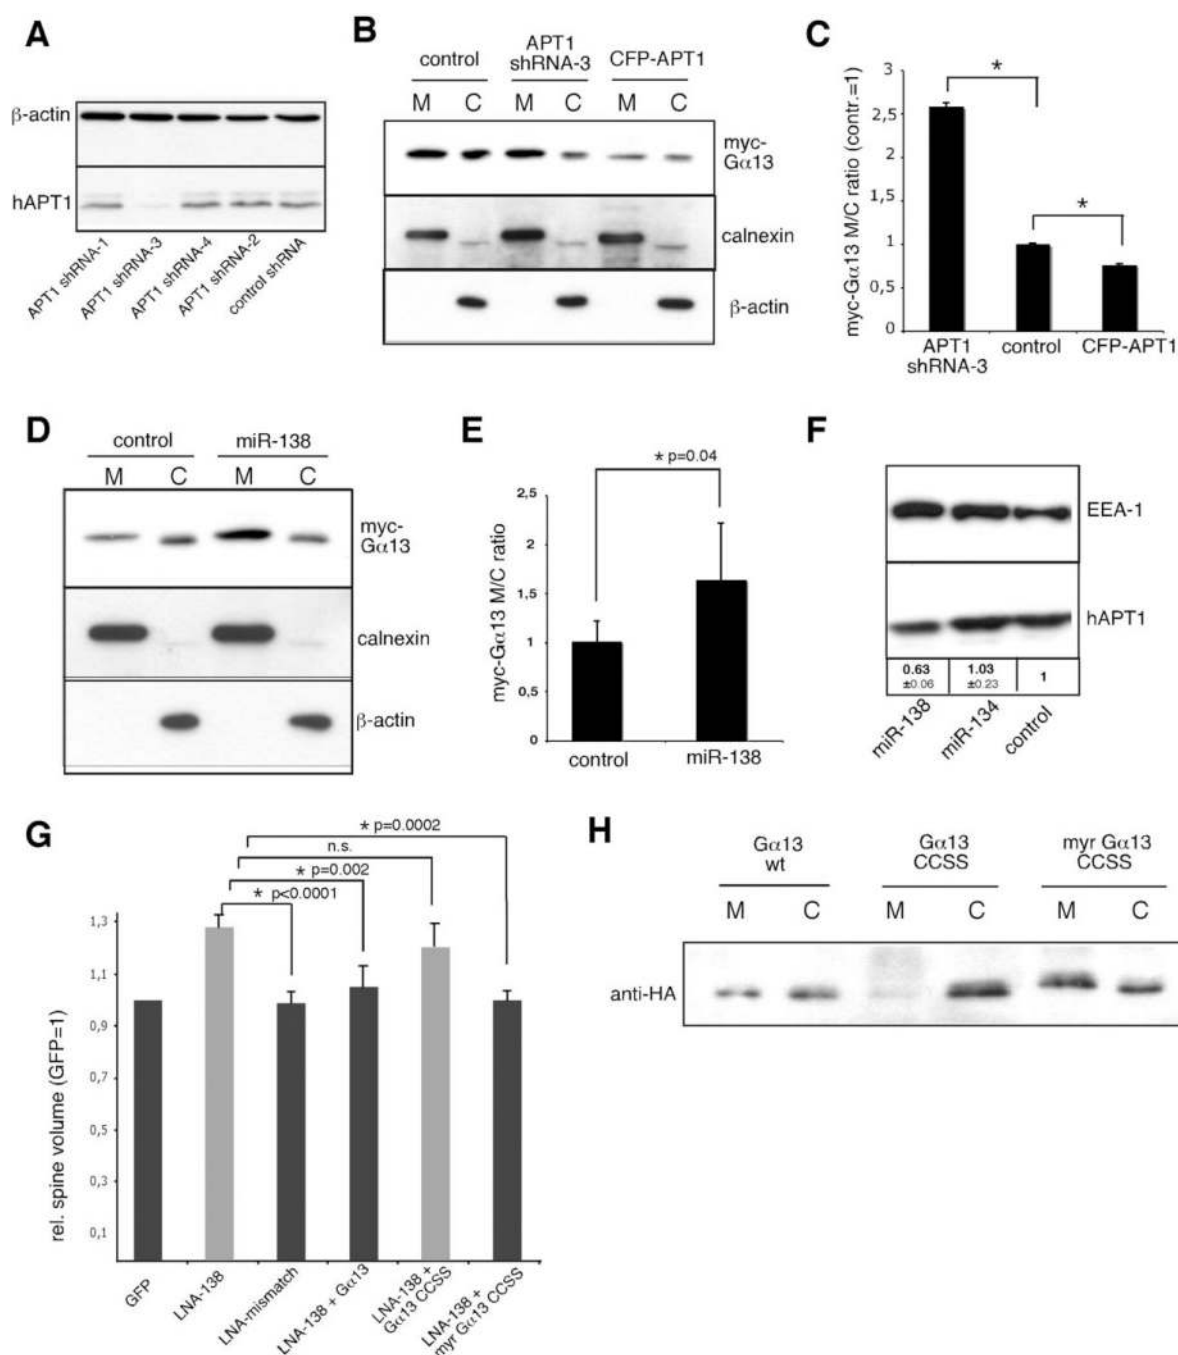 A
β-actin
hAPT1
APT1 shRNA-1
APT1 shRNA-3
APT1 shRNA-4
APT1 shRNA-2
control shRNA
B
control
APT1
shRNA-3
CFP-APT1
M C M C M C
myc-
Gα13
calnexin
β-actin
C
myc-Gα13 M/C ratio (contr.=1)
3
2,5
2
1,5
1
0,5
0
*
*
APT1
shRNA-3
control
CFP-APT1
D
control
miR-138
M C M C
myc-
Gα13
calnexin
β-actin
E
myc-Gα13 M/C ratio
2,5
2
1,5
1
0,5
0
* p=0.04
control
miR-138
F
EEA-1
hAPT1
0.63 1.03 1
±0.06 ±0.23
miR-138
miR-134
control
G
rel. spine volume (GFP=1)
1,3
1,1
0,9
0,7
0,5
0,3
0,1
* p=0.0002
n.s.
* p=0.002
* p<0.0001
GFP
LNA-138
LNA-mismatch
LNA-138 + Gα13
LNA-138 +
Gα13 CCSS
LNA-138 +
myr Gα13 CCSS
H
Gα13
wt
Gα13
CCSS
myr Gα13
CCSS
M C M C M C
anti-HA